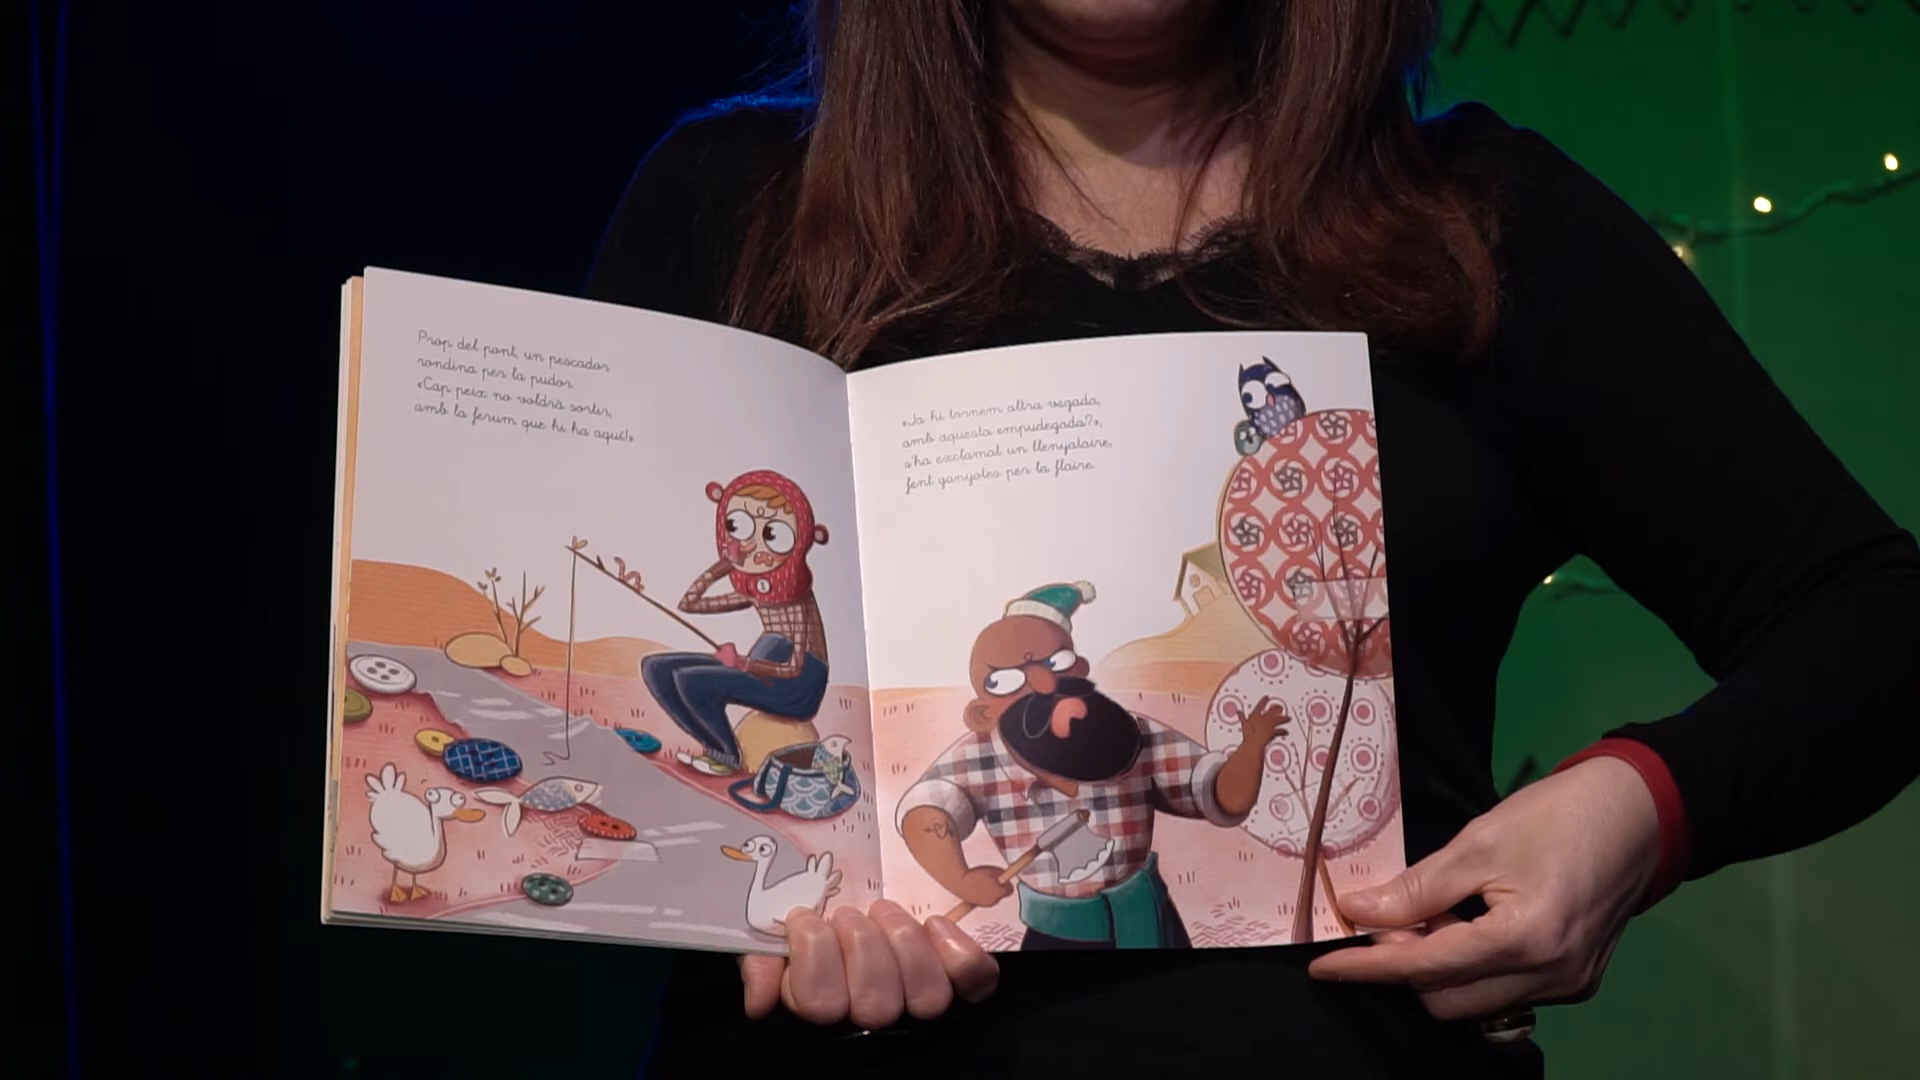 Prop del pont, un pescador
rondina per la pudor.
«Cap peix no voldrà sortir,
amb la ferum que hi ha aquí!»
«Ja hi tornem altra vegada,
amb aquesta empudegada?»,
s'ha exclamat un llenyataire,
fent ganyotes per la flaire.